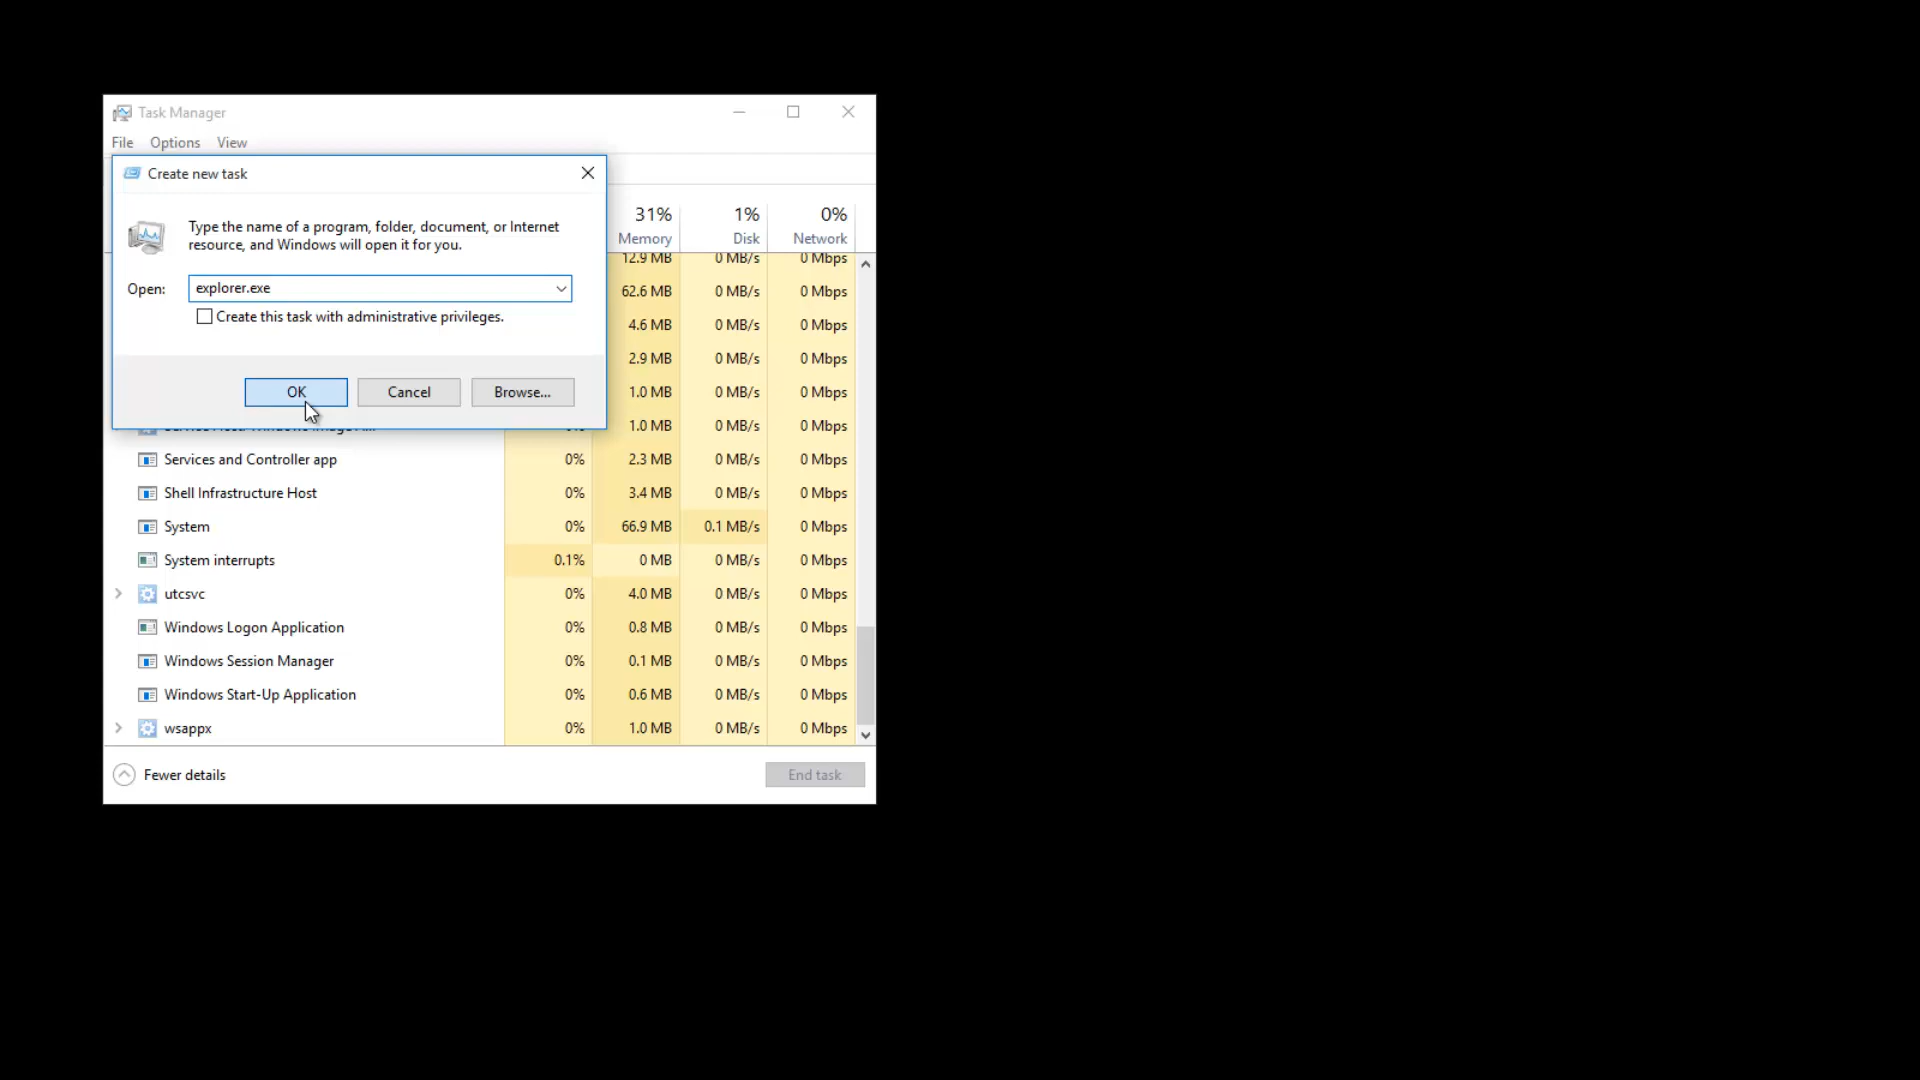 Task Manager
File Options View
Create new task
Type the name of a program, folder, document, or Internet
resource, and Windows will open it for you.
Open: explorer.exe
Create this task with administrative privileges.
OK Cancel Browse...
31% 1% 0%
Memory Disk Network
12.9 MB 0 MB/s 0 Mbps
62.6 MB 0 MB/s 0 Mbps
4.6 MB 0 MB/s 0 Mbps
2.9 MB 0 MB/s 0 Mbps
1.0 MB 0 MB/s 0 Mbps
1.0 MB 0 MB/s 0 Mbps
Services and Controller app 0% 2.3 MB 0 MB/s 0 Mbps
Shell Infrastructure Host 0% 3.4 MB 0 MB/s 0 Mbps
System 0% 66.9 MB 0.1 MB/s 0 Mbps
System interrupts 0.1% 0 MB 0 MB/s 0 Mbps
utcsvc 0% 4.0 MB 0 MB/s 0 Mbps
Windows Logon Application 0% 0.8 MB 0 MB/s 0 Mbps
Windows Session Manager 0% 0.1 MB 0 MB/s 0 Mbps
Windows Start-Up Application 0% 0.6 MB 0 MB/s 0 Mbps
wsappx 0% 1.0 MB 0 MB/s 0 Mbps
Fewer details End task